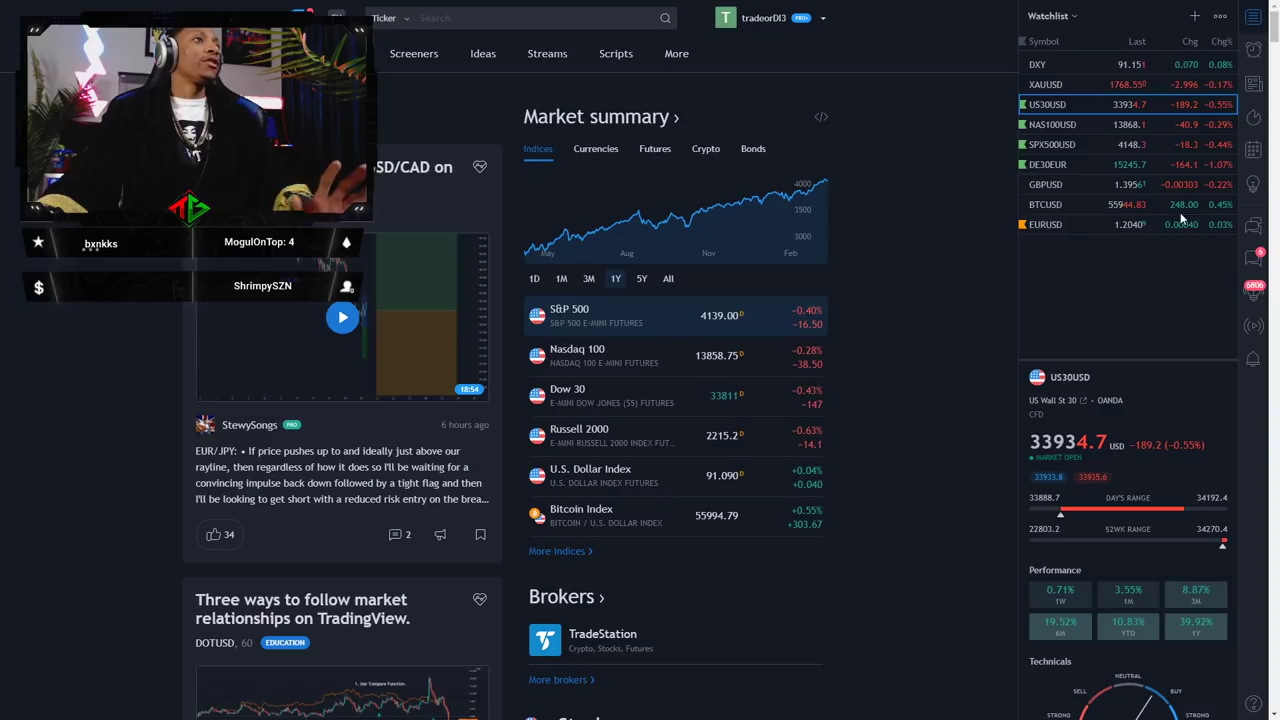 Ticker
Search
T
tradeorDI3
PRO+
Screeners
Ideas
Streams
Scripts
More
bxnkks
MogulOnTop: 4
ShrimpySZN
SD/CAD on
18:54
StewySongs
PRO
6 hours ago
EUR/JPY: • If price pushes up to and ideally just above our
rayline, then regardless of how it does so I'll be waiting for a
convincing impulse back down followed by a tight flag and then
I'll be looking to get short with a reduced risk entry on the brea...
34
2
Three ways to follow market
relationships on TradingView.
DOTUSD, 60
EDUCATION
1. Use 'Compare Function.
Market summary ›
Indices
Currencies
Futures
Crypto
Bonds
4000
3500
3000
May
Aug
Nov
Feb
1D
1M
3M
1Y
5Y
All
S&P 500
S&P 500 E-MINI FUTURES
4139.00 D
−0.40%
−16.50
Nasdaq 100
NASDAQ 100 E-MINI FUTURES
13858.75 D
−0.28%
−38.50
Dow 30
E-MINI DOW JONES ($5) FUTURES
33811 D
−0.43%
−147
Russell 2000
E-MINI RUSSELL 2000 INDEX FUT...
2215.2 D
−0.63%
−14.1
U.S. Dollar Index
U.S. DOLLAR INDEX FUTURES
91.090 D
+0.04%
+0.040
Bitcoin Index
BITCOIN / U.S. DOLLAR INDEX
55994.79
+0.55%
+303.67
More indices ›
Brokers ›
TradeStation
Crypto, Stocks, Futures
More brokers ›
Watchlist
Symbol Last Chg Chg%
DXY 91.151 0.070 0.08%
XAUUSD 1768.550 −2.996 −0.17%
US30USD 33934.7 −189.2 −0.55%
NAS100USD 13868.1 −40.9 −0.29%
SPX500USD 4148.3 −18.3 −0.44%
DE30EUR 15245.7 −164.1 −1.07%
GBPUSD 1.39561 −0.00303 −0.22%
BTCUSD 55944.83 248.00 0.45%
EURUSD 1.20409 0.00040 0.03%
6
6806
US30USD
US Wall St 30 • OANDA
CFD
33934.7 USD −189.2 (−0.55%)
MARKET OPEN
33933.8
33935.6
33888.7 DAY'S RANGE 34192.4
22803.2 52WK RANGE 34270.4
Performance
0.71%
1W
3.55%
1M
8.87%
3M
19.52%
6M
10.83%
YTD
39.92%
1Y
Technicals
NEUTRAL
SELL
BUY
STRONG
STRONG